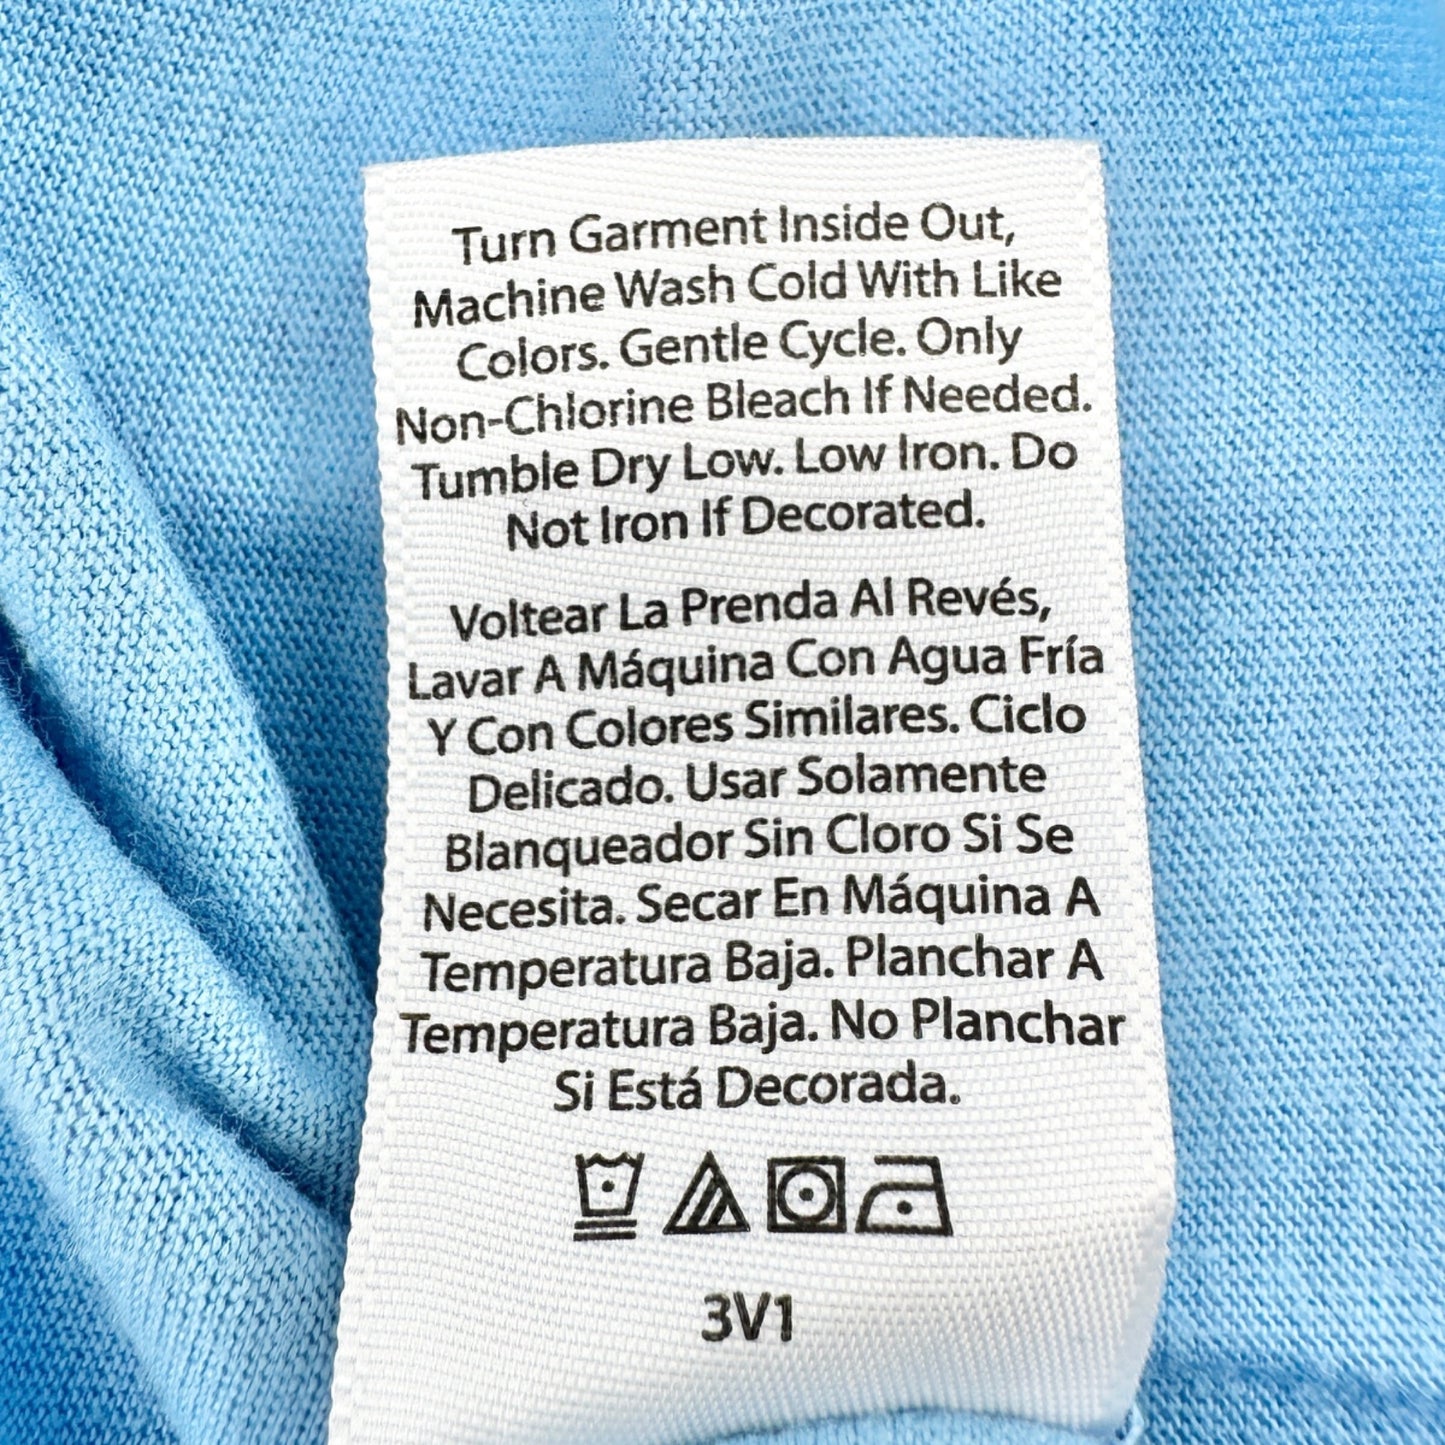 Turn Garment Inside Out,
Machine Wash Cold With Like
Colors. Gentle Cycle. Only
Non-Chlorine Bleach If Needed.
Tumble Dry Low. Low Iron. Do
Not Iron If Decorated.
Voltear La Prenda Al Revés,
Lavar A Máquina Con Agua Fría
Y Con Colores Similares. Ciclo
Delicado. Usar Solamente
Blanqueador Sin Cloro Si Se
Necesita. Secar En Máquina A
Temperatura Baja. Planchar A
Temperatura Baja. No Planchar
Si Está Decorada.
3V1